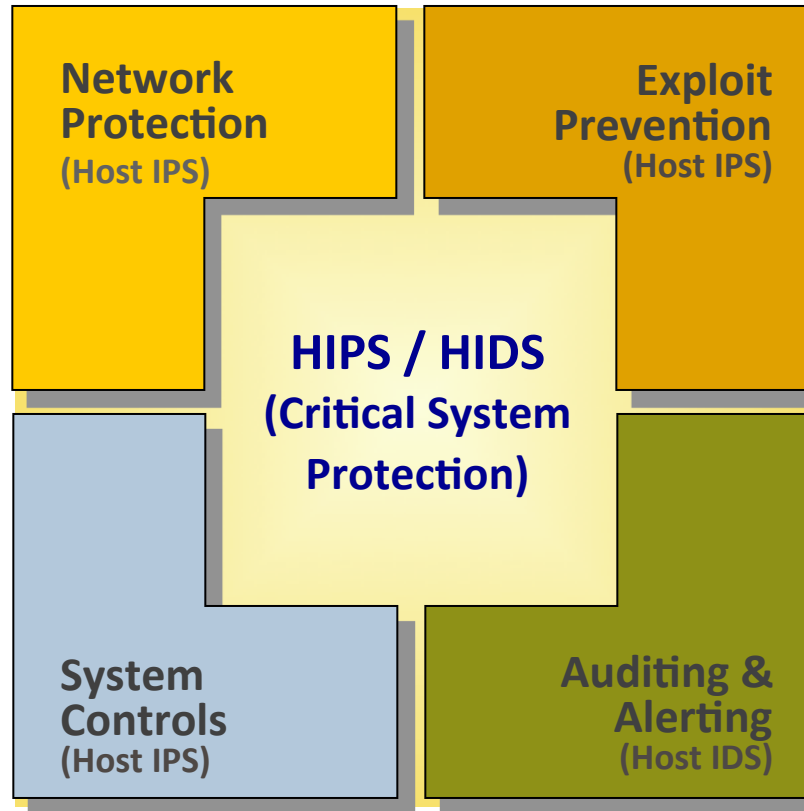 Network
Protection
(Host IPS)
Exploit
Prevention
(Host IPS)
HIPS / HIDS
(Critical System
Protection)
System
Controls
(Host IPS)
Auditing &
Alerting
(Host IDS)